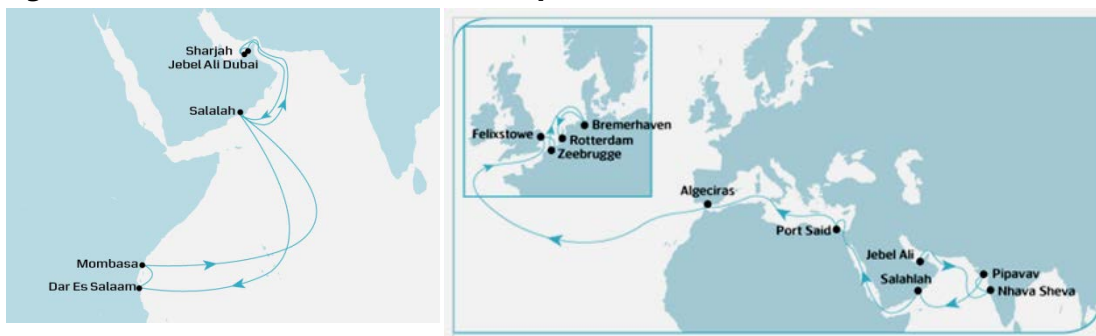 Sharjah
Jebel Ali Dubai
Salalah
Mombasa
Dar Es Salaam
Felixstowe
Bremerhaven
Rotterdam
Zeebrugge
Algeciras
Port Said
Jebel Ali
Salahlah
Pipavav
Nhava Sheva